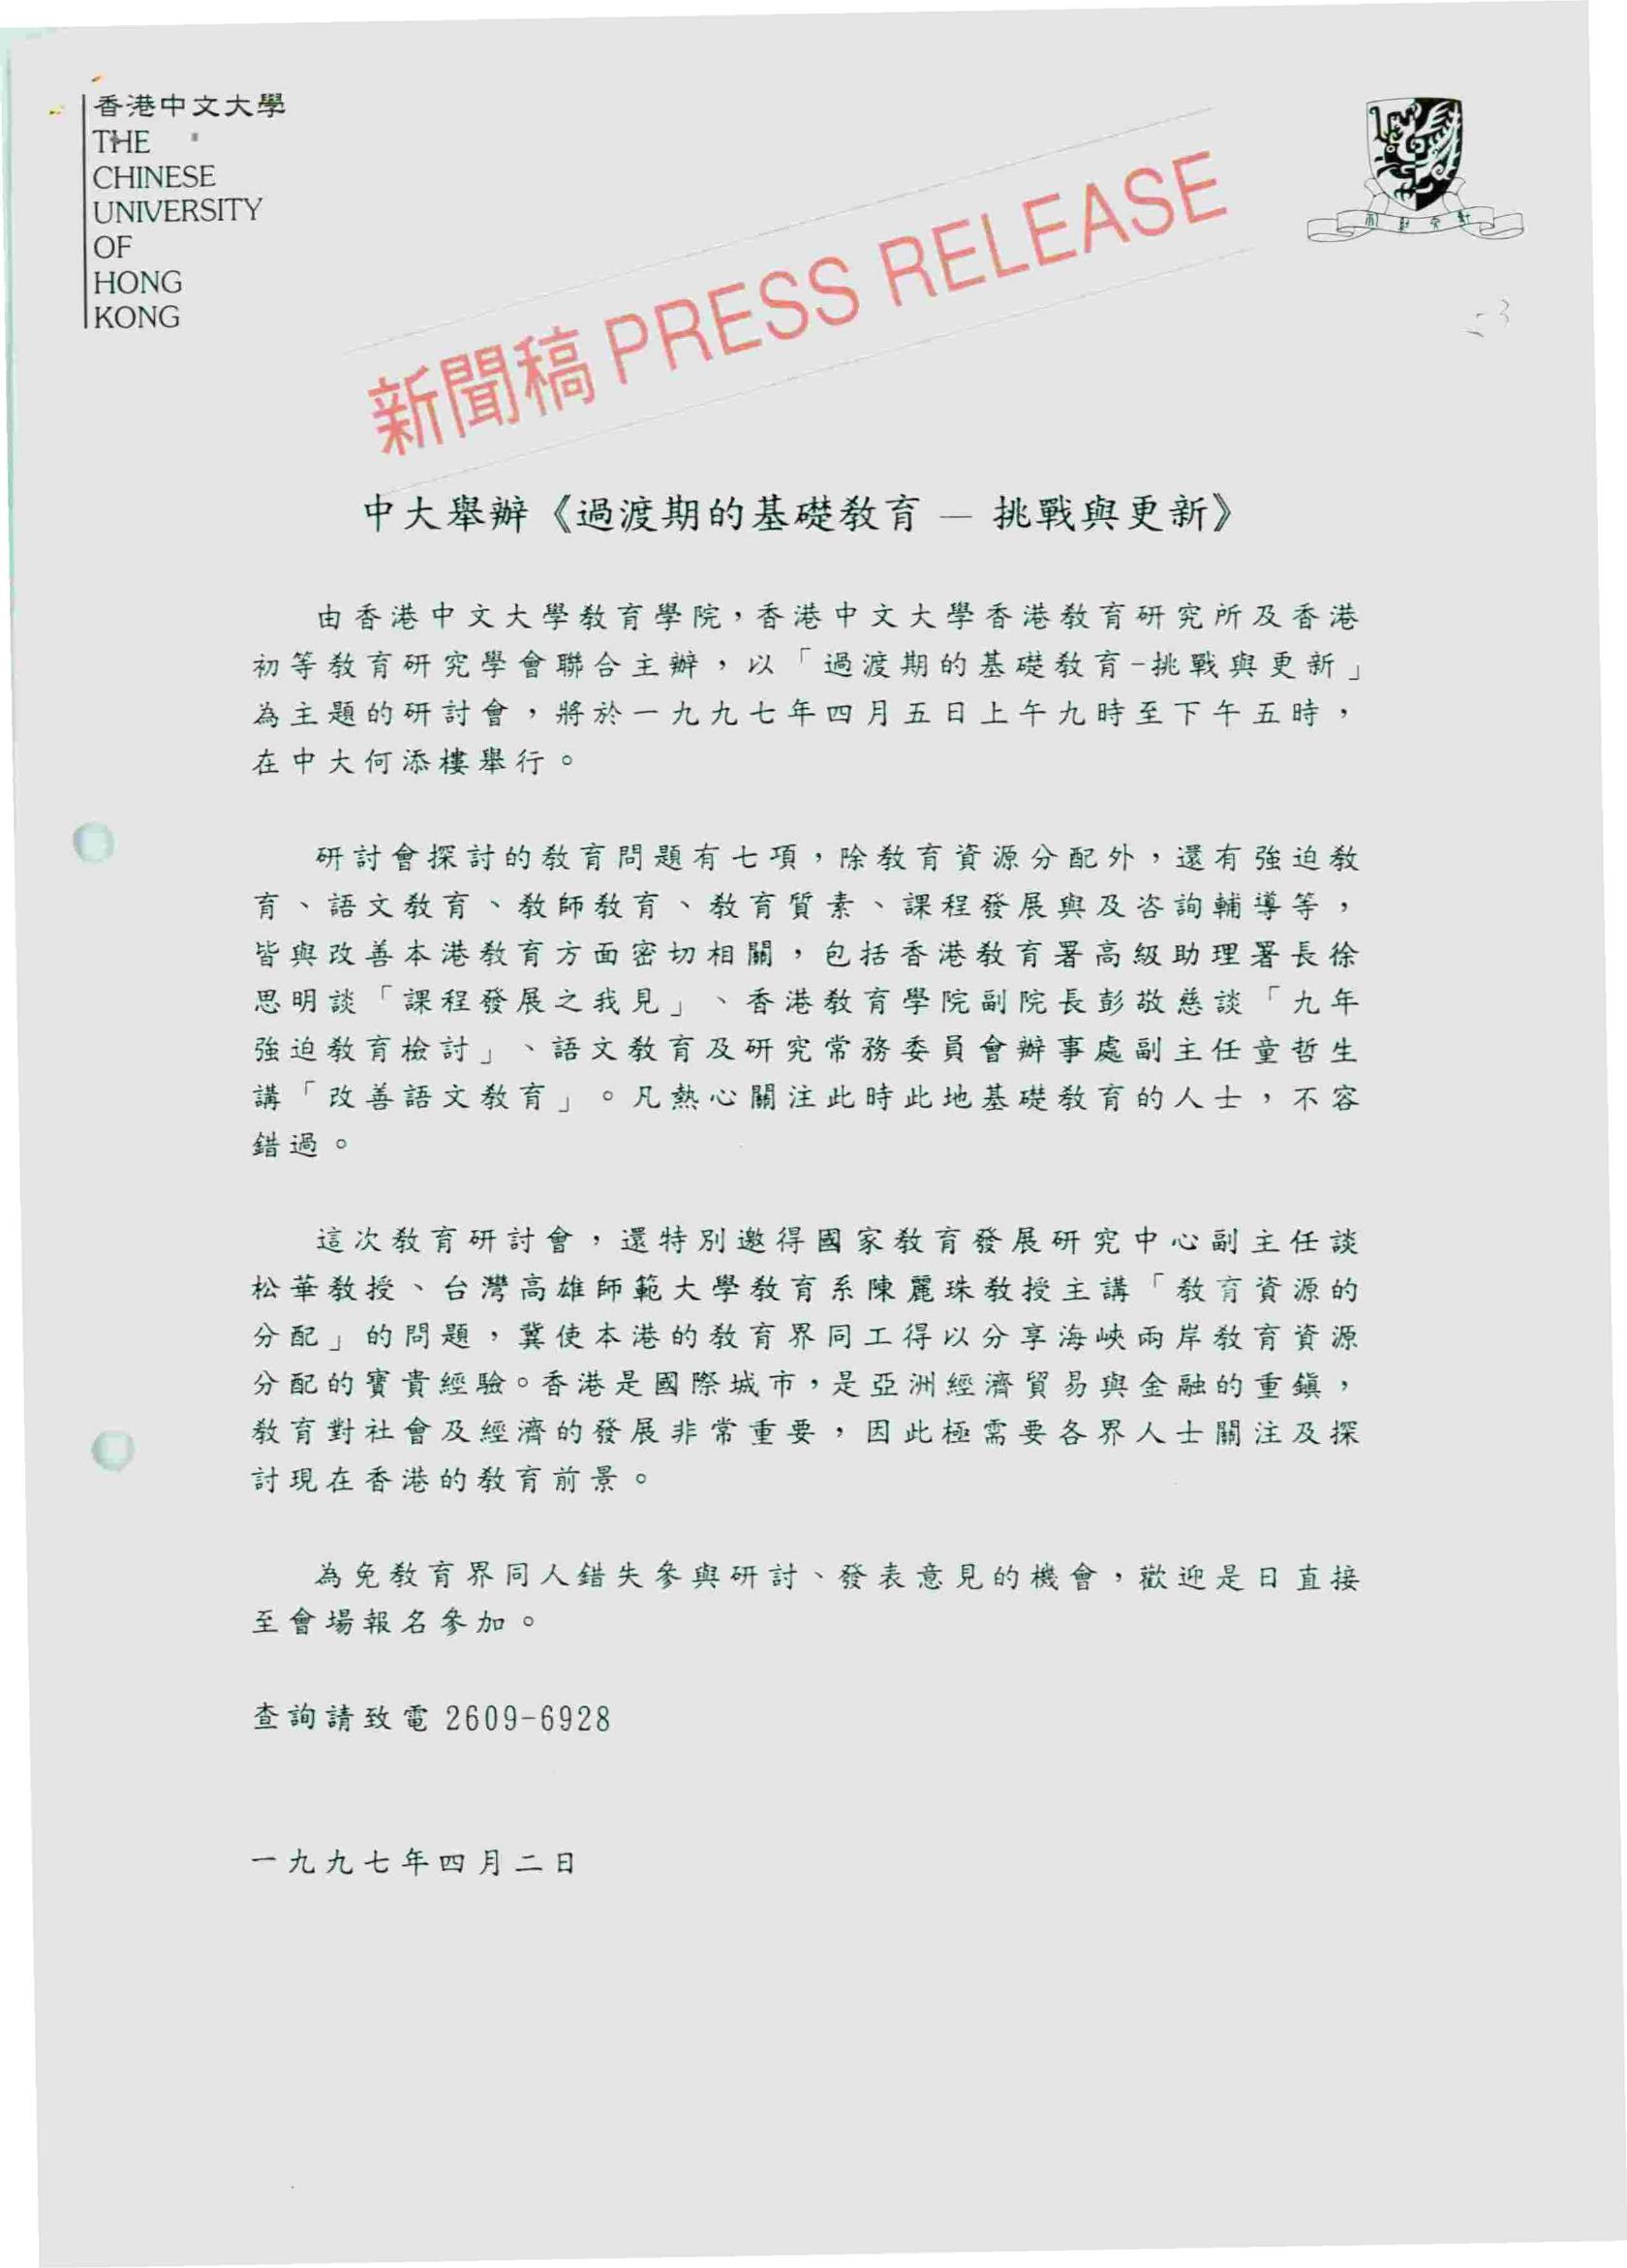 香港中文大學
THE
CHINESE
UNIVERSITY
OF
HONG
KONG
新聞稿 PRESS RELEASE
中大舉辦《過渡期的基礎教育 — 挑戰與更新》
由香港中文大學教育學院，香港中文大學香港教育研究所及香港
初等教育研究學會聯合主辦，以「過渡期的基礎教育-挑戰與更新」
為主題的研討會，將於一九九七年四月五日上午九時至下午五時，
在中大何添樓舉行。
研討會探討的教育問題有七項，除教育資源分配外，還有強迫教
育、語文教育、教師教育、教育質素、課程發展與及咨詢輔導等，
皆與改善本港教育方面密切相關，包括香港教育署高級助理署長徐
思明談「課程發展之我見」、香港教育學院副院長彭敬慈談「九年
強迫教育檢討」、語文教育及研究常務委員會辦事處副主任童哲生
講「改善語文教育」。凡熱心關注此時此地基礎教育的人士，不容
錯過。
這次教育研討會，還特別邀得國家教育發展研究中心副主任談
松華教授、台灣高雄師範大學教育系陳麗珠教授主講「教育資源的
分配」的問題，冀使本港的教育界同工得以分享海峽兩岸教育資源
分配的寶貴經驗。香港是國際城市，是亞洲經濟貿易與金融的重鎮，
教育對社會及經濟的發展非常重要，因此極需要各界人士關注及探
討現在香港的教育前景。
為免教育界同人錯失參與研討、發表意見的機會，歡迎是日直接
至會場報名參加。
查詢請致電 2609-6928
一九九七年四月二日